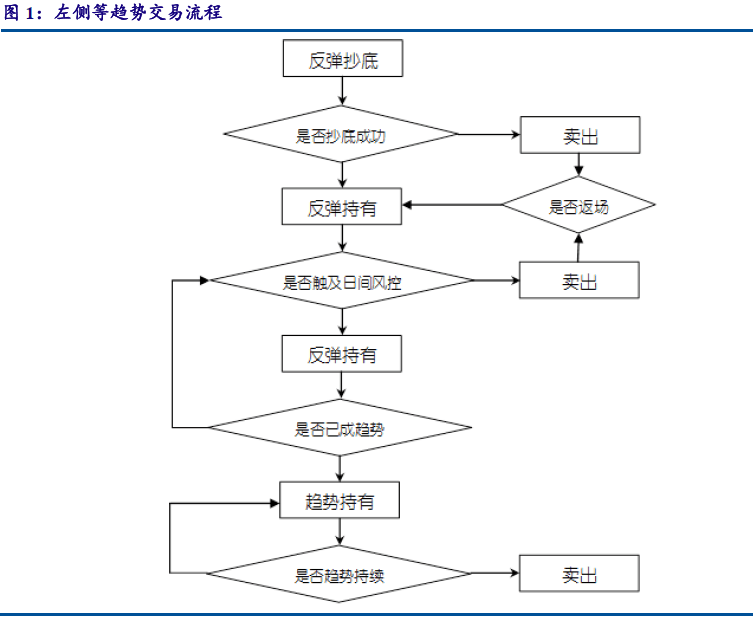 图 1：左侧等趋势交易流程
反弹抄底
是否抄底成功
卖出
反弹持有
是否返场
是否触及日间风控
卖出
反弹持有
是否已成趋势
趋势持有
是否趋势持续
卖出